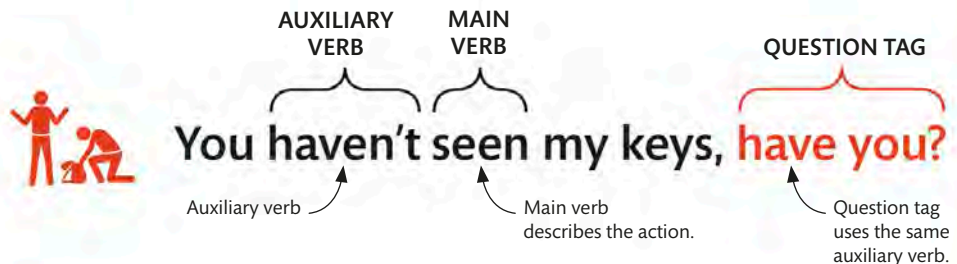 AUXILIARY
VERB
MAIN
VERB
QUESTION TAG
You haven't seen my keys, have you?
Auxiliary verb
Main verb
describes the action.
Question tag
uses the same
auxiliary verb.